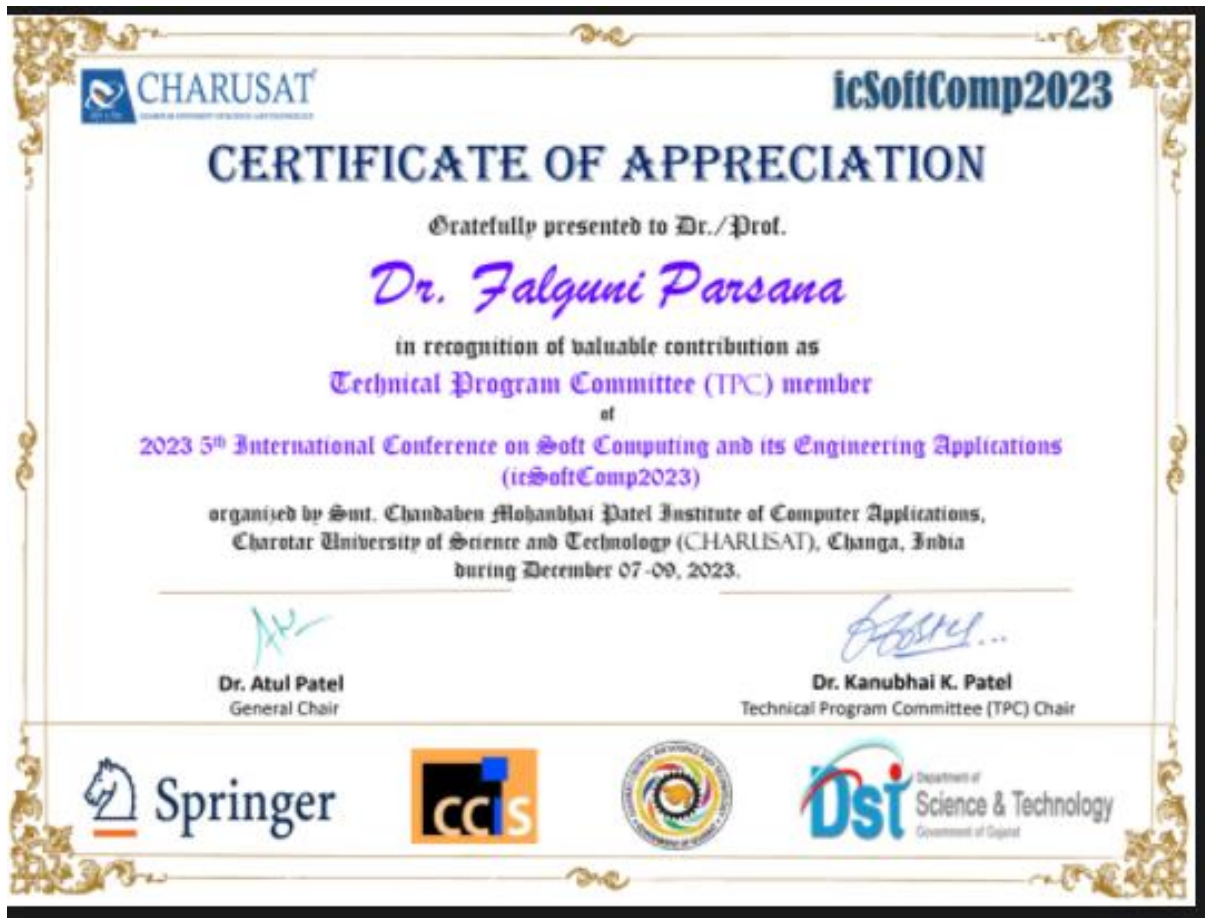 CHARUSAT
icSoftComp2023
CERTIFICATE OF APPRECIATION
Gratefully presented to Dr./Prof.
Dr. Falguni Parsana
in recognition of valuable contribution as
Technical Program Committee (TPC) member
of
2023 5th International Conference on Soft Computing and its Engineering Applications
(icSoftComp2023)
organized by Smt. Chandaben Mohanbhai Patel Institute of Computer Applications,
Charotar University of Science and Technology (CHARUSAT), Changa, India
during December 07-09, 2023.
Dr. Atul Patel
General Chair
Dr. Kanubhai K. Patel
Technical Program Committee (TPC) Chair
Springer
CCIS
DST
Department of
Science & Technology
Government of Gujarat